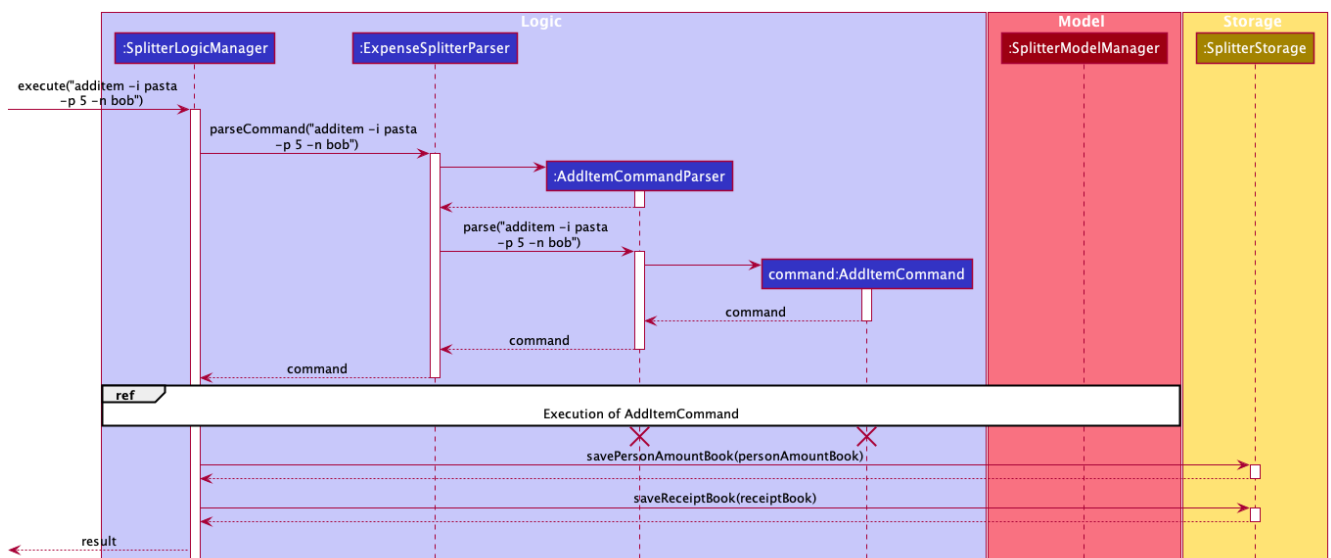 Logic
Model
Storage
:SplitterLogicManager
:ExpenseSplitterParser
:SplitterModelManager
:SplitterStorage
execute("additem -i pasta
-p 5 -n bob")
parseCommand("additem -i pasta
-p 5 -n bob")
:AddItemCommandParser
parse("additem -i pasta
-p 5 -n bob")
command:AddItemCommand
command
command
command
ref
Execution of AddItemCommand
savePersonAmountBook(personAmountBook)
saveReceiptBook(receiptBook)
result